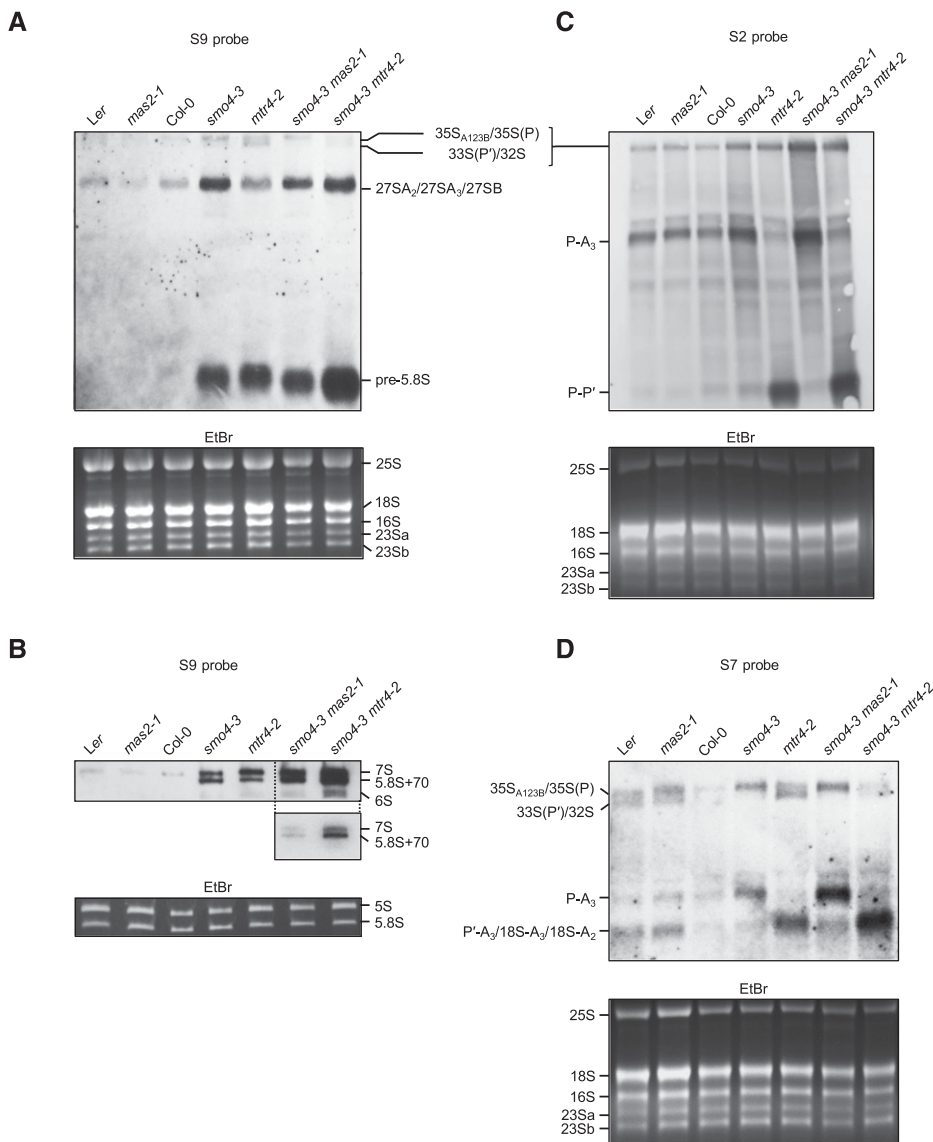 A
S9 probe
Ler
mas2-1
Col-0
smo4-3
mtr4-2
smo4-3 mas2-1
smo4-3 mtr4-2
35S_A123B/35S(P)
33S(P′)/32S
27SA₂/27SA₃/27SB
pre-5.8S
EtBr
25S
18S
16S
23Sa
23Sb
C
S2 probe
Ler
mas2-1
Col-0
smo4-3
mtr4-2
smo4-3 mas2-1
smo4-3 mtr4-2
P-A₃
P-P′
EtBr
25S
18S
16S
23Sa
23Sb
B
S9 probe
Ler
mas2-1
Col-0
smo4-3
mtr4-2
smo4-3 mas2-1
smo4-3 mtr4-2
7S
5.8S+70
6S
7S
5.8S+70
EtBr
5S
5.8S
D
S7 probe
Ler
mas2-1
Col-0
smo4-3
mtr4-2
smo4-3 mas2-1
smo4-3 mtr4-2
35S_A123B/35S(P)
33S(P′)/32S
P-A₃
P′-A₃/18S-A₃/18S-A₂
EtBr
25S
18S
16S
23Sa
23Sb